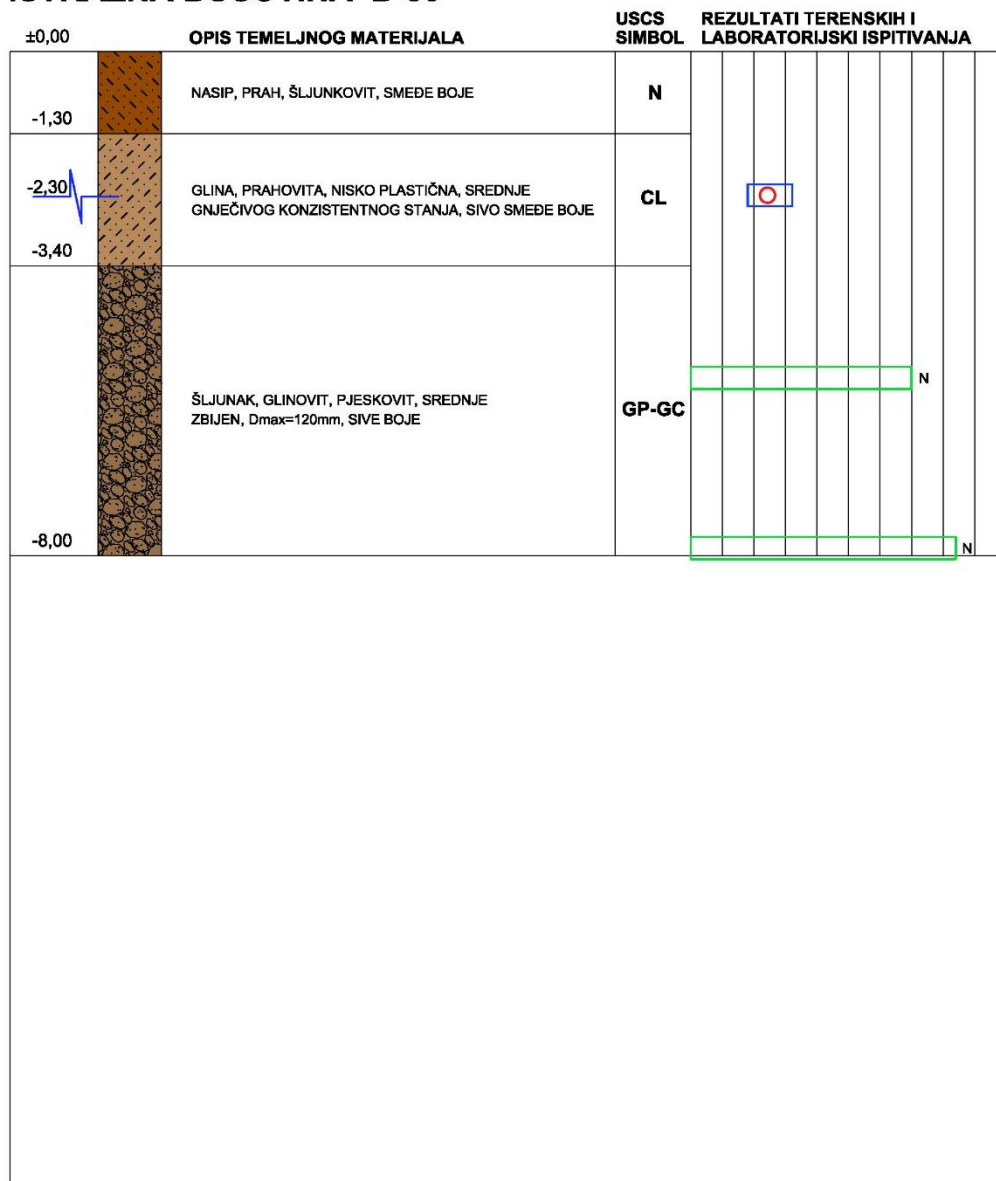 ±0,00
OPIS TEMELJNOG MATERIJALA
USCS
SIMBOL
REZULTATI TERENSKIH I
LABORATORIJSKI ISPITIVANJA
NASIP, PRAH, ŠLJUNKOVIT, SMEĐE BOJE
N
-1,30
-2,30
GLINA, PRAHOVITA, NISKO PLASTIČNA, SREDNJE
GNJEČIVOG KONZISTENTNOG STANJA, SIVO SMEĐE BOJE
CL
-3,40
N
ŠLJUNAK, GLINOVIT, PJESKOVIT, SREDNJE
ZBIJEN, Dmax=120mm, SIVE BOJE
GP-GC
-8,00
N